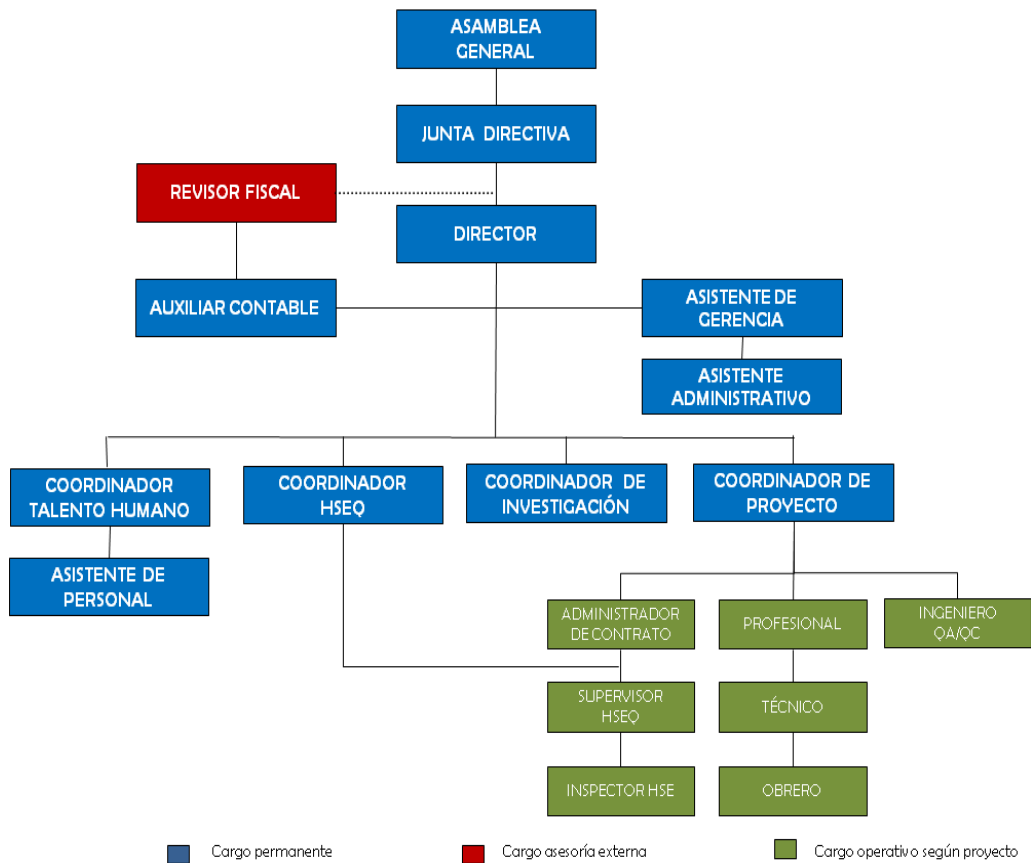 ASAMBLEA
GENERAL
JUNTA DIRECTIVA
REVISOR FISCAL
DIRECTOR
AUXILIAR CONTABLE
ASISTENTE DE
GERENCIA
ASISTENTE
ADMINISTRATIVO
COORDINADOR
TALENTO HUMANO
COORDINADOR
HSEQ
COORDINADOR DE
INVESTIGACIÓN
COORDINADOR DE
PROYECTO
ASISTENTE DE
PERSONAL
ADMINISTRADOR
DE CONTRATO
PROFESIONAL
INGENIERO
QA/QC
SUPERVISOR
HSEQ
TÉCNICO
INSPECTOR HSE
OBRERO
Cargo permanente
Cargo asesoría externa
Cargo operativo según proyecto